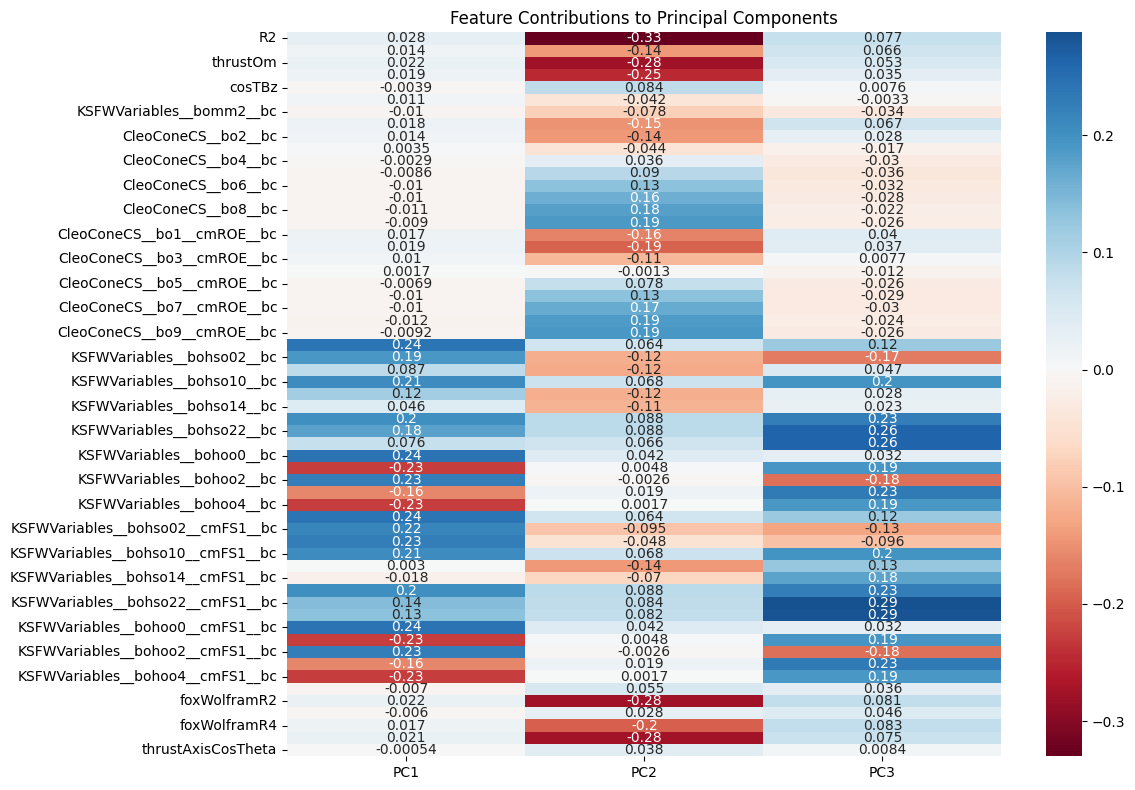 Feature Contributions to Principal Components
R2 0.028 -0.33 0.077
0.014 -0.14 0.066
thrustOm 0.022 -0.28 0.053
0.019 -0.25 0.035
cosTBz -0.0039 0.084 0.0076
0.011 -0.042 -0.0033
KSFWVariables__bomm2__bc -0.01 -0.078 -0.034
0.018 -0.15 0.067
CleoConeCS__bo2__bc 0.014 -0.14 0.028
0.0035 -0.044 -0.017
CleoConeCS__bo4__bc -0.0029 0.036 -0.03
-0.0086 0.09 -0.036
CleoConeCS__bo6__bc -0.01 0.13 -0.032
-0.01 0.16 -0.028
CleoConeCS__bo8__bc -0.011 0.18 -0.022
-0.009 0.19 -0.026
CleoConeCS__bo1__cmROE__bc 0.017 -0.16 0.04
0.019 -0.19 0.037
CleoConeCS__bo3__cmROE__bc 0.01 -0.11 0.0077
0.0017 -0.0013 -0.012
CleoConeCS__bo5__cmROE__bc -0.0069 0.078 -0.026
-0.01 0.13 -0.029
CleoConeCS__bo7__cmROE__bc -0.01 0.17 -0.03
-0.012 0.19 -0.024
CleoConeCS__bo9__cmROE__bc -0.0092 0.19 -0.026
0.24 0.064 0.12
KSFWVariables__bohso02__bc 0.19 -0.12 -0.17
0.087 -0.12 0.047
KSFWVariables__bohso10__bc 0.21 0.068 0.2
0.12 -0.12 0.028
KSFWVariables__bohso14__bc 0.046 -0.11 0.023
0.2 0.088 0.23
KSFWVariables__bohso22__bc 0.18 0.088 0.26
0.076 0.066 0.26
KSFWVariables__bohoo0__bc 0.24 0.042 0.032
-0.23 0.0048 0.19
KSFWVariables__bohoo2__bc 0.23 -0.0026 -0.18
-0.16 0.019 0.23
KSFWVariables__bohoo4__bc -0.23 0.0017 0.19
0.24 0.064 0.12
KSFWVariables__bohso02__cmFS1__bc 0.22 -0.095 -0.13
0.23 -0.048 -0.096
KSFWVariables__bohso10__cmFS1__bc 0.21 0.068 0.2
0.003 -0.14 0.13
KSFWVariables__bohso14__cmFS1__bc -0.018 -0.07 0.18
0.2 0.088 0.23
KSFWVariables__bohso22__cmFS1__bc 0.14 0.084 0.29
0.13 0.082 0.29
KSFWVariables__bohoo0__cmFS1__bc 0.24 0.042 0.032
-0.23 0.0048 0.19
KSFWVariables__bohoo2__cmFS1__bc 0.23 -0.0026 -0.18
-0.16 0.019 0.23
KSFWVariables__bohoo4__cmFS1__bc -0.23 0.0017 0.19
-0.007 0.055 0.036
foxWolframR2 0.022 -0.28 0.081
-0.006 0.028 0.046
foxWolframR4 0.017 -0.2 0.083
0.021 -0.28 0.075
thrustAxisCosTheta -0.00054 0.038 0.0084
PC1 PC2 PC3
0.2
0.1
0.0
−0.1
−0.2
−0.3